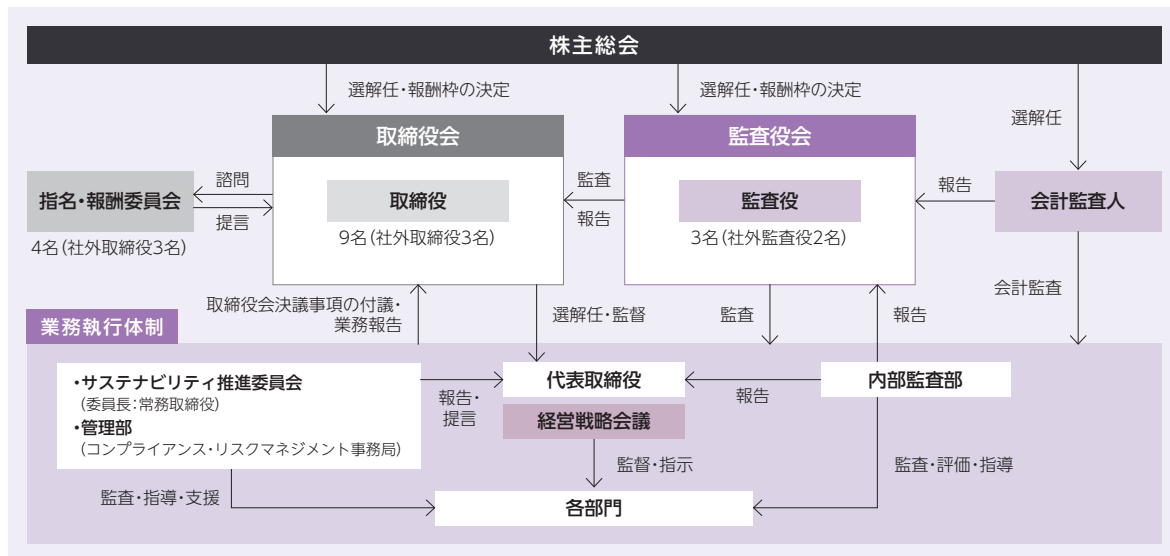 株主総会
選解任・報酬枠の決定
選解任・報酬枠の決定
選解任
取締役会
監査役会
指名・報酬委員会
4名(社外取締役3名)
諮問
提言
取締役
9名(社外取締役3名)
監査
報告
監査役
3名(社外監査役2名)
報告
会計監査人
取締役会決議事項の付議・
業務報告
選解任・監督
監査
報告
会計監査
業務執行体制
・サステナビリティ推進委員会
(委員長:常務取締役)
・管理部
(コンプライアンス・リスクマネジメント事務局)
報告・
提言
代表取締役
経営戦略会議
報告
内部監査部
監督・指示
監査・評価・指導
監査・指導・支援
各部門